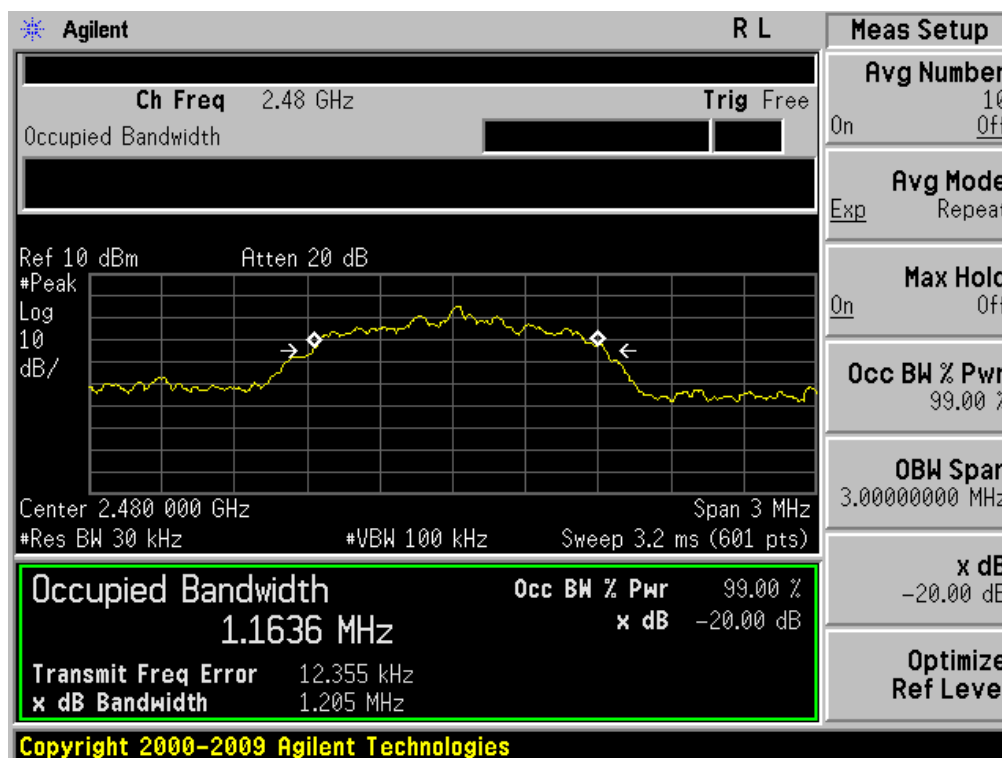 Agilent R L
Ch Freq 2.48 GHz Trig Free
Occupied Bandwidth
Ref 10 dBm Atten 20 dB
#Peak
Log
10
dB/
Center 2.480 000 GHz Span 3 MHz
#Res BW 30 kHz #VBW 100 kHz Sweep 3.2 ms (601 pts)
Occupied Bandwidth
1.1636 MHz
Occ BW % Pwr 99.00 %
x dB -20.00 dB
Transmit Freq Error 12.355 kHz
x dB Bandwidth 1.205 MHz
Copyright 2000-2009 Agilent Technologies
Meas Setup
Avg Number
10
On Off
Avg Mode
Exp Repeat
Max Hold
On Off
Occ BW % Pwr
99.00 %
OBW Span
3.00000000 MHz
x dB
-20.00 dB
Optimize
Ref Level